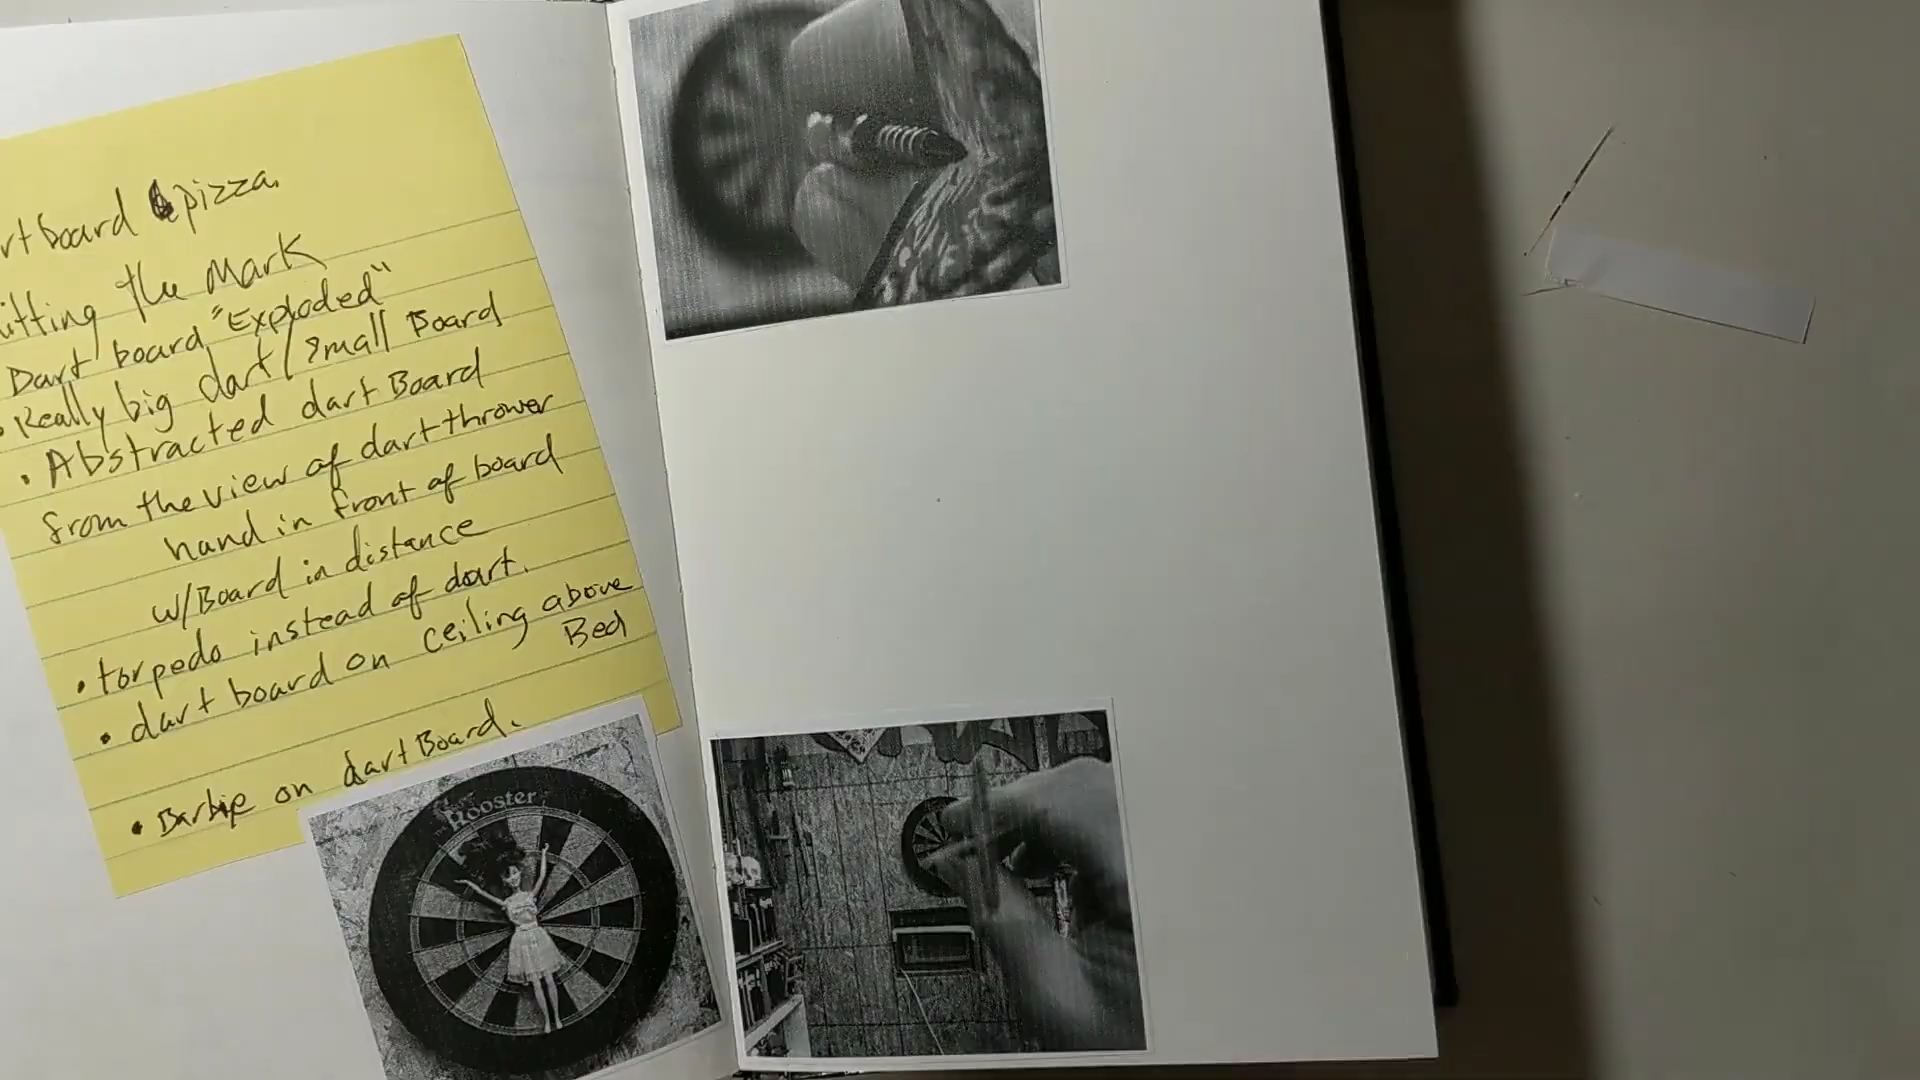 rtboard pizza.
itting the Mark
Dart board "Exploded"
• Really big dart/small Board
• Abstracted dart Board
from the view of dart thrower
hand in front of board
w/Board in distance
• torpedo instead of dart.
• dart board on ceiling above
Bed
• Barbie on dart Board.
Rooster